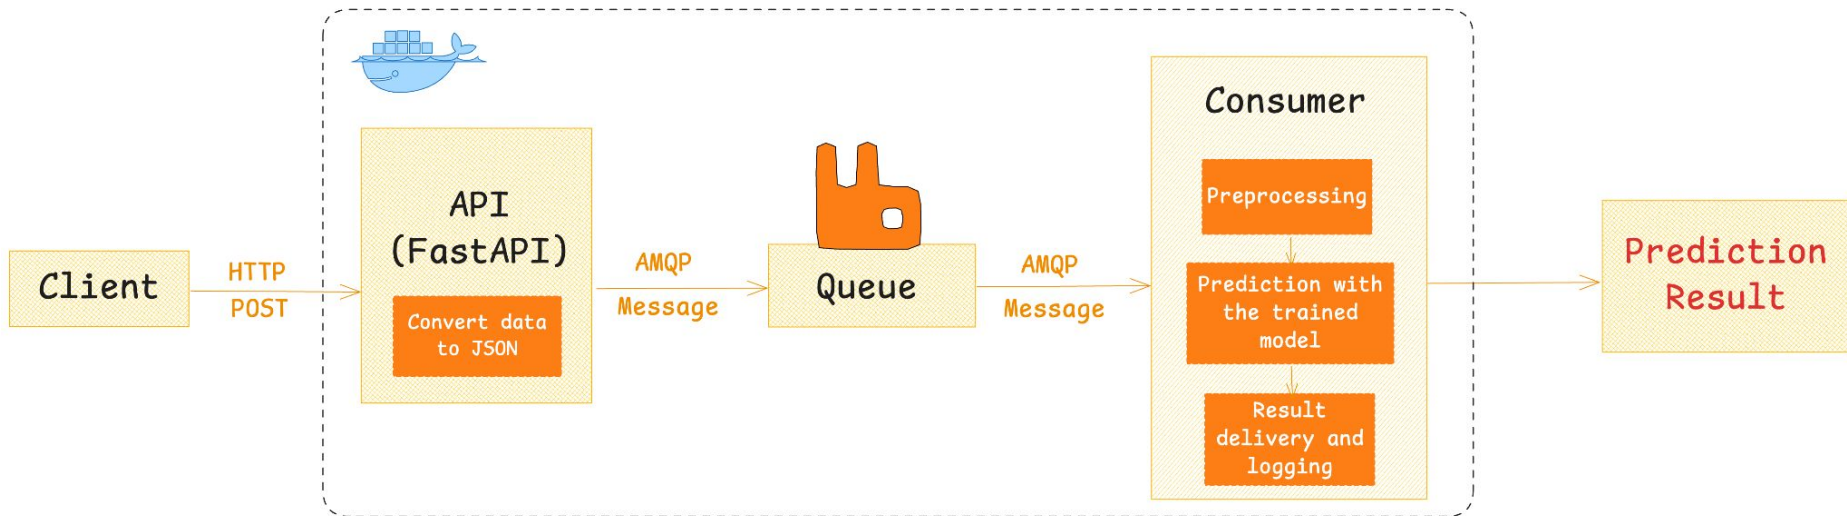 Client
HTTP
POST
API
(FastAPI)
Convert data
to JSON
AMQP
Message
Queue
AMQP
Message
Consumer
Preprocessing
Prediction with
the trained
model
Result
delivery and
logging
Prediction
Result